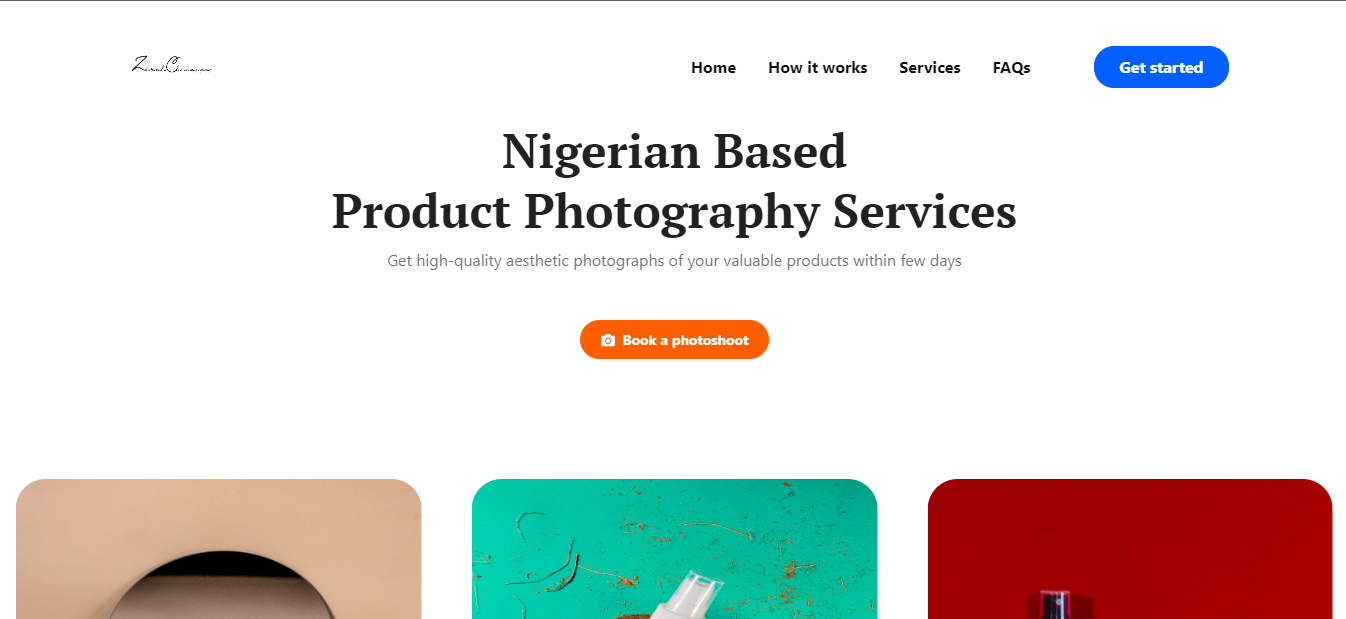 Home How it works Services FAQs Get started
Nigerian Based
Product Photography Services
Get high-quality aesthetic photographs of your valuable products within few days
Book a photoshoot